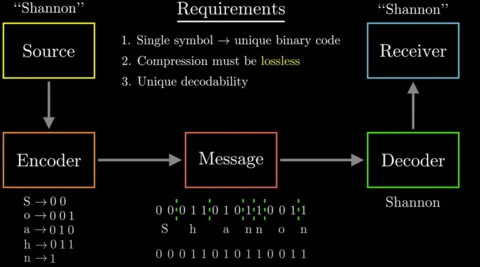 "Shannon"
Requirements
"Shannon"
Source
1. Single symbol → unique binary code
2. Compression must be lossless
3. Unique decodability
Receiver
Encoder
Message
Decoder
S → 0 0
o → 0 0 1
a → 0 1 0
h → 0 1 1
n → 1
0 0 0 1 1 0 1 0 1 1 0 0 1 1
S h a n n o n
0 0 0 1 1 0 1 0 1 1 0 0 1 1
Shannon